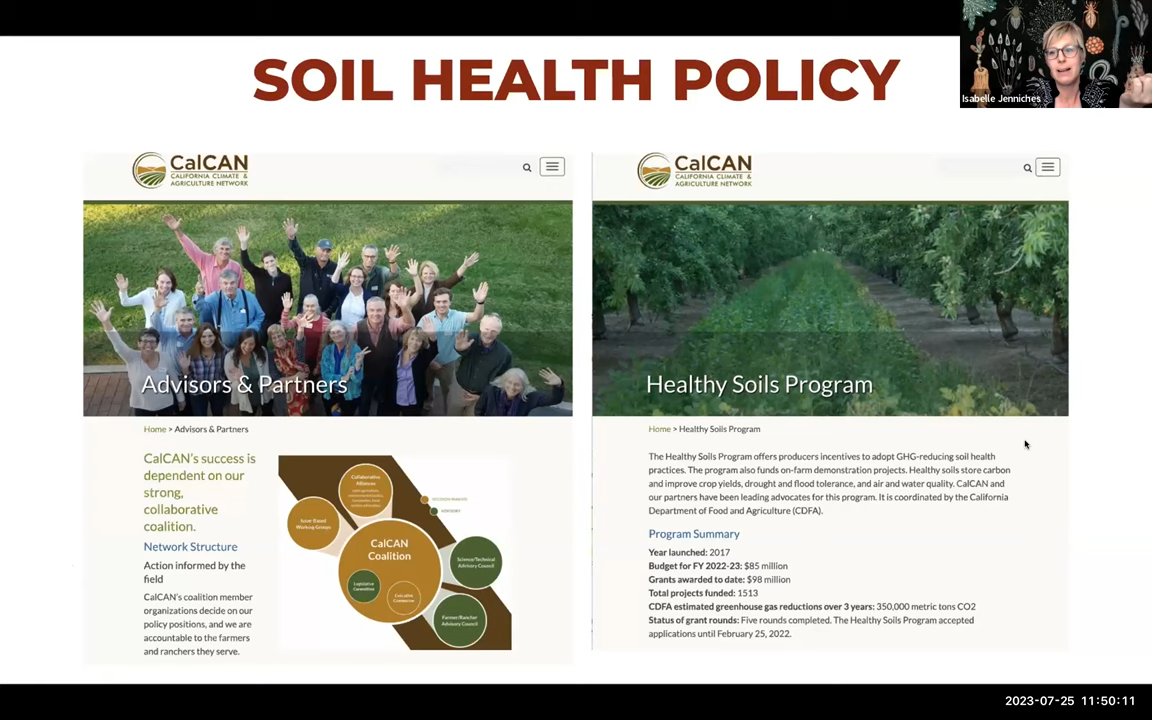 SOIL HEALTH POLICY
Isabelle Jenniches
CalCAN
CALIFORNIA CLIMATE &
AGRICULTURE NETWORK
Advisors & Partners
Home > Advisors & Partners
CalCAN's success is
dependent on our
strong,
collaborative
coalition.
Network Structure
Action informed by the
field
CalCAN's coalition member
organizations decide on our
policy positions, and we are
accountable to the farmers
and ranchers they serve.
Collaborative
Alliances
Issue-Based
Working Groups
CalCAN
Coalition
Legislative
Committee
Science/Technical
Advisory Council
Farmer/Rancher
Advisory Council
CalCAN
CALIFORNIA CLIMATE &
AGRICULTURE NETWORK
Healthy Soils Program
Home > Healthy Soils Program
The Healthy Soils Program offers producers incentives to adopt GHG-reducing soil health
practices. The program also funds on-farm demonstration projects. Healthy soils store carbon
and improve crop yields, drought and flood tolerance, and air and water quality. CalCAN and
our partners have been leading advocates for this program. It is coordinated by the California
Department of Food and Agriculture (CDFA).
Program Summary
Year launched: 2017
Budget for FY 2022-23: $85 million
Grants awarded to date: $98 million
Total projects funded: 1513
CDFA estimated greenhouse gas reductions over 3 years: 350,000 metric tons CO2
Status of grant rounds: Five rounds completed. The Healthy Soils Program accepted
applications until February 25, 2022.
2023-07-25 11:50:11